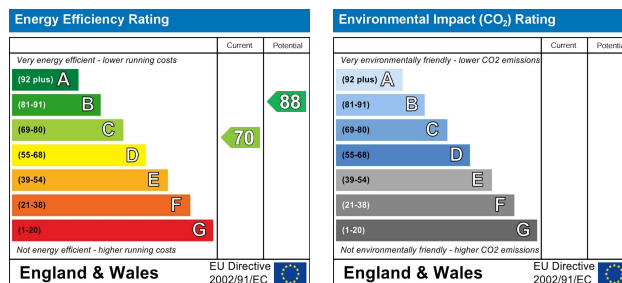 Energy Efficiency Rating
Current Potential
Very energy efficient - lower running costs
(92 plus) A
(81-91) B
88
(69-80) C
70
(55-68) D
(39-54) E
(21-38) F
(1-20) G
Not energy efficient - higher running costs
England & Wales
EU Directive
2002/91/EC
Environmental Impact (CO2) Rating
Current Potential
Very environmentally friendly - lower CO2 emissions
(92 plus) A
(81-91) B
(69-80) C
(55-68) D
(39-54) E
(21-38) F
(1-20) G
Not environmentally friendly - higher CO2 emissions
England & Wales
EU Directive
2002/91/EC